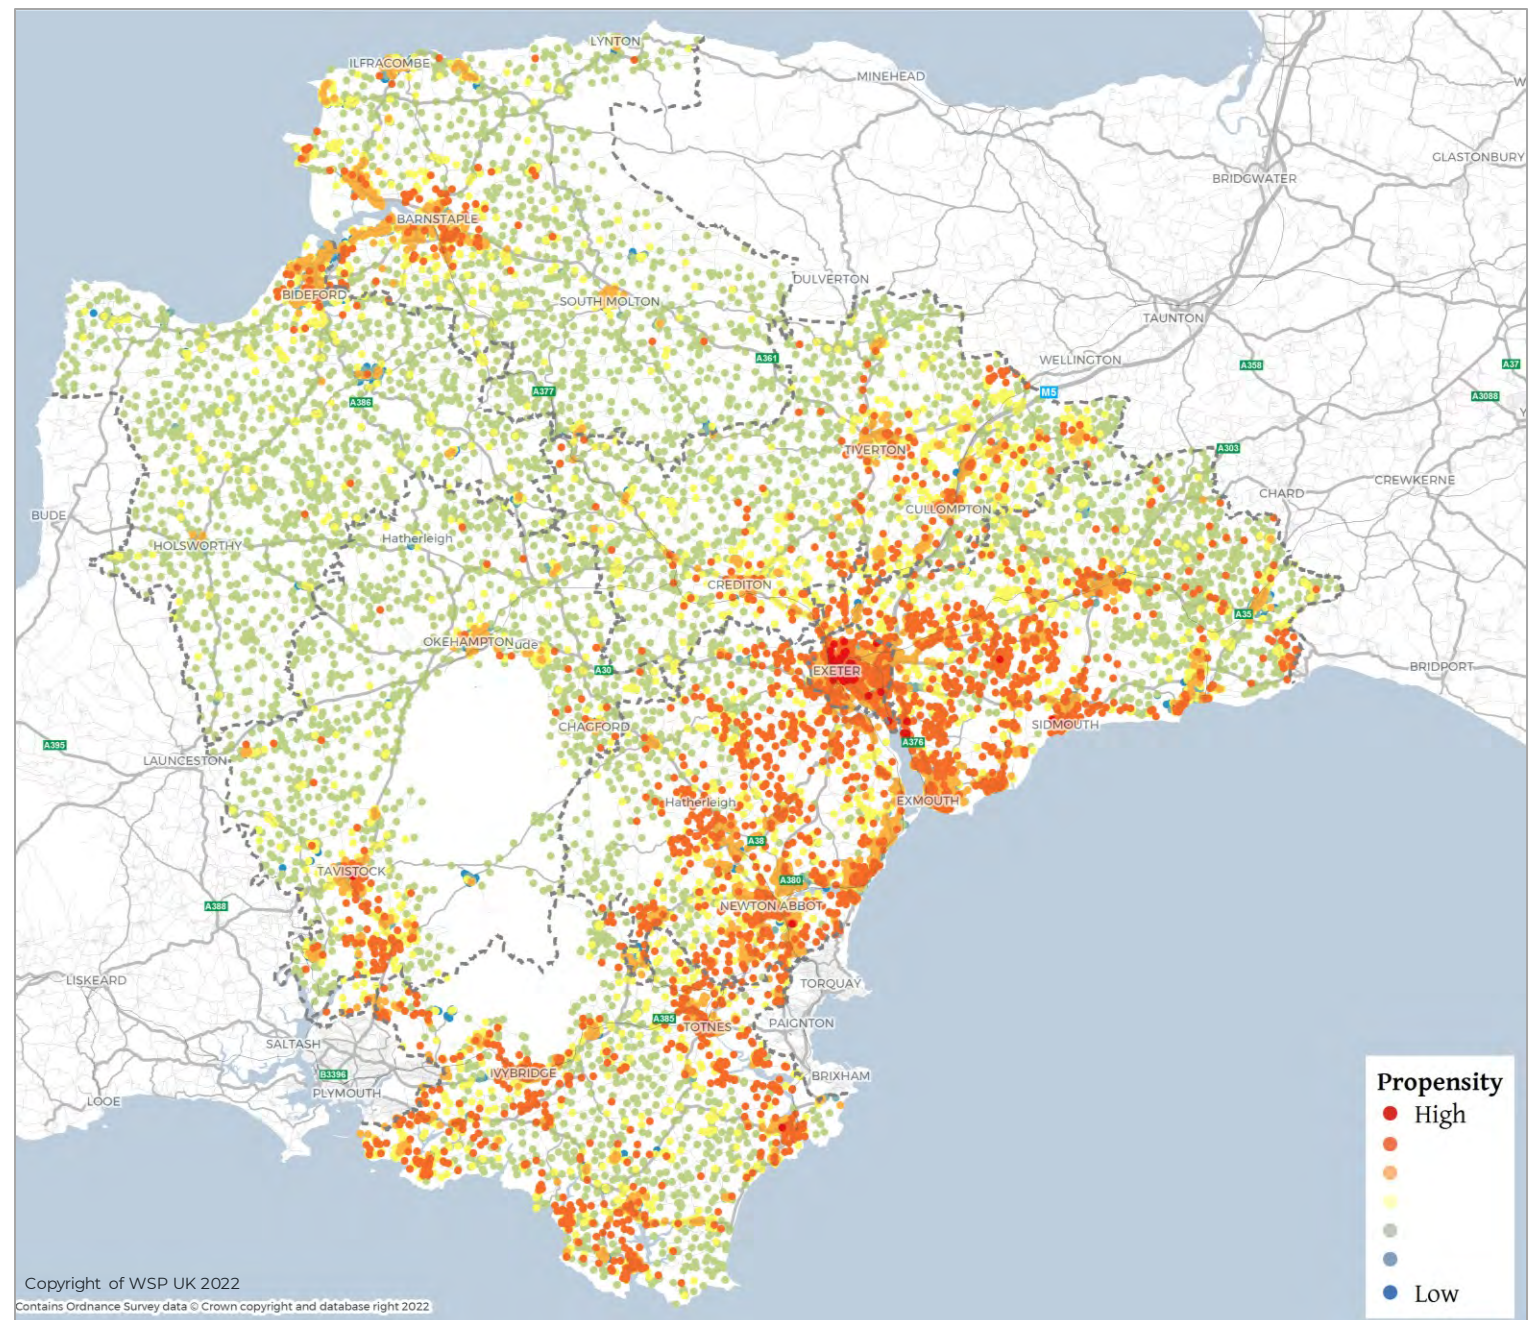 LYNTON
ILFRACOMBE
MINEHEAD
GLASTONBURY
BRIDGWATER
BARNSTAPLE
DULVERTON
BIDEFORD
SOUTH MOLTON
TAUNTON
A361
WELLINGTON
A358
A37
A377
M5
A3088
A386
TIVERTON
A303
CHARD
CREWKERNE
CULLOMPTON
BUDE
HOLSWORTHY
Hatherleigh
CREDITON
A35
OKEHAMPTON
EXETER
A30
BRIDPORT
CHAGFORD
SIDMOUTH
A395
A376
LAUNCESTON
Hatherleigh
EXMOUTH
A38
TAVISTOCK
A380
A388
NEWTON ABBOT
LISKEARD
TORQUAY
A385
TOTNES
PAIGNTON
SALTASH
IVYBRIDGE
BRIXHAM
B3396
PLYMOUTH
LOOE
Propensity
High
Low
Copyright of WSP UK 2022
Contains Ordnance Survey data © Crown copyright and database right 2022